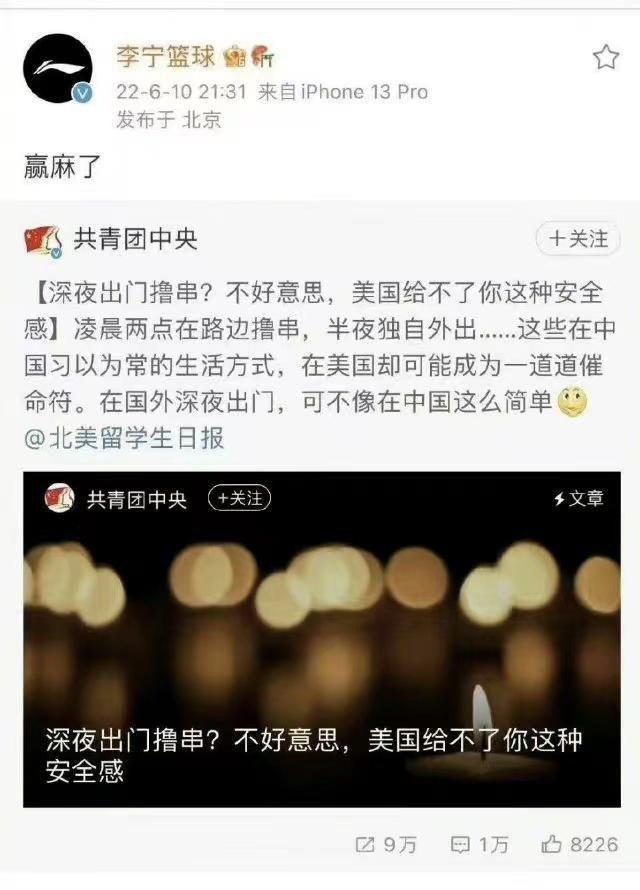 李宁篮球
22-6-10 21:31 来自iPhone 13 Pro
发布于 北京
赢麻了
共青团中央
+关注
【深夜出门撸串？不好意思，美国给不了你这种安全
感】凌晨两点在路边撸串，半夜独自外出......这些在中
国习以为常的生活方式，在美国却可能成为一道道催
命符。在国外深夜出门，可不像在中国这么简单
@北美留学生日报
共青团中央 +关注
文章
深夜出门撸串？不好意思，美国给不了你这种
安全感
9万 1万 8226